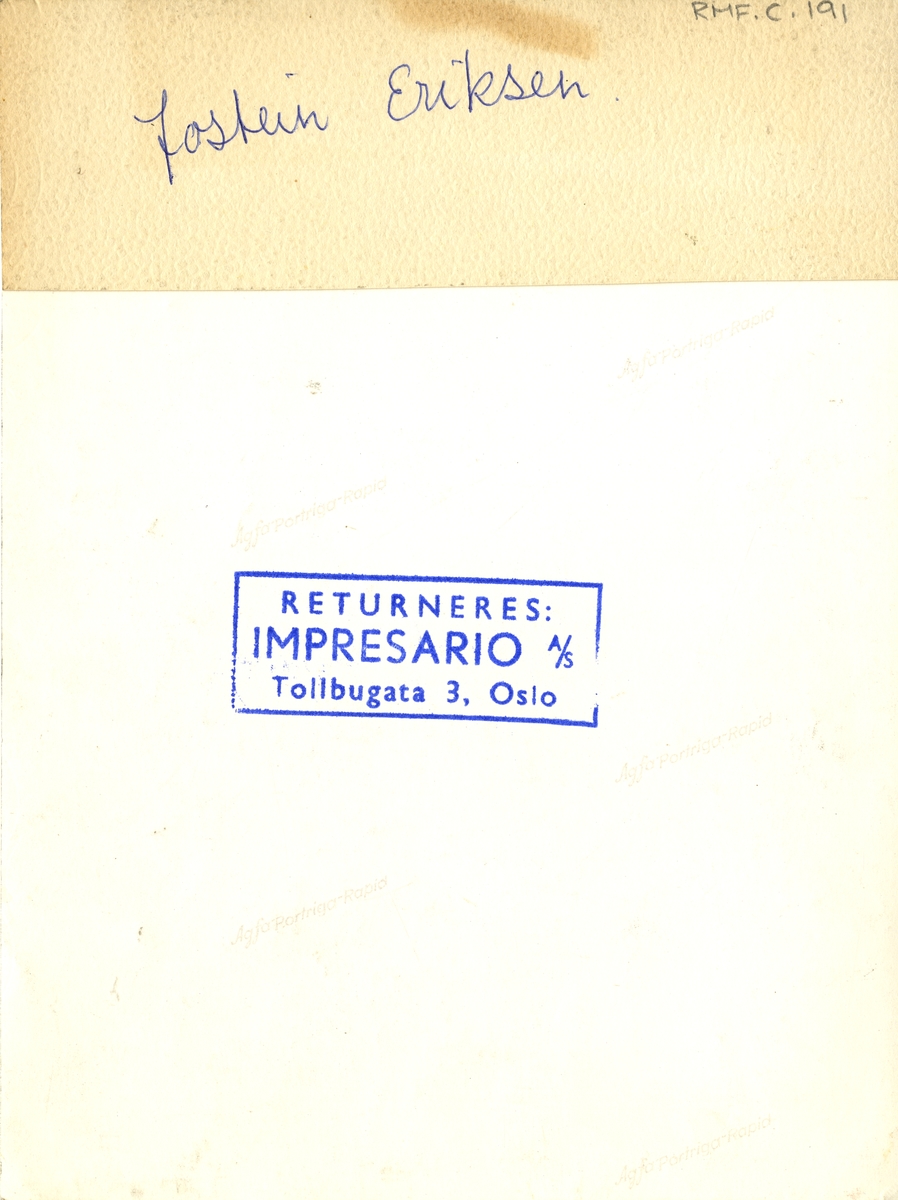 RMF.C.191
Jostein Eriksen.
Agfa-Portriga-Rapid
Agfa-Portriga-Rapid
RETURNERES:
IMPRESARIO A/S
Tollbugata 3, Oslo
Agfa-Portriga-Rapid
Agfa-Portriga-Rapid
Agfa-Portriga-Rapid